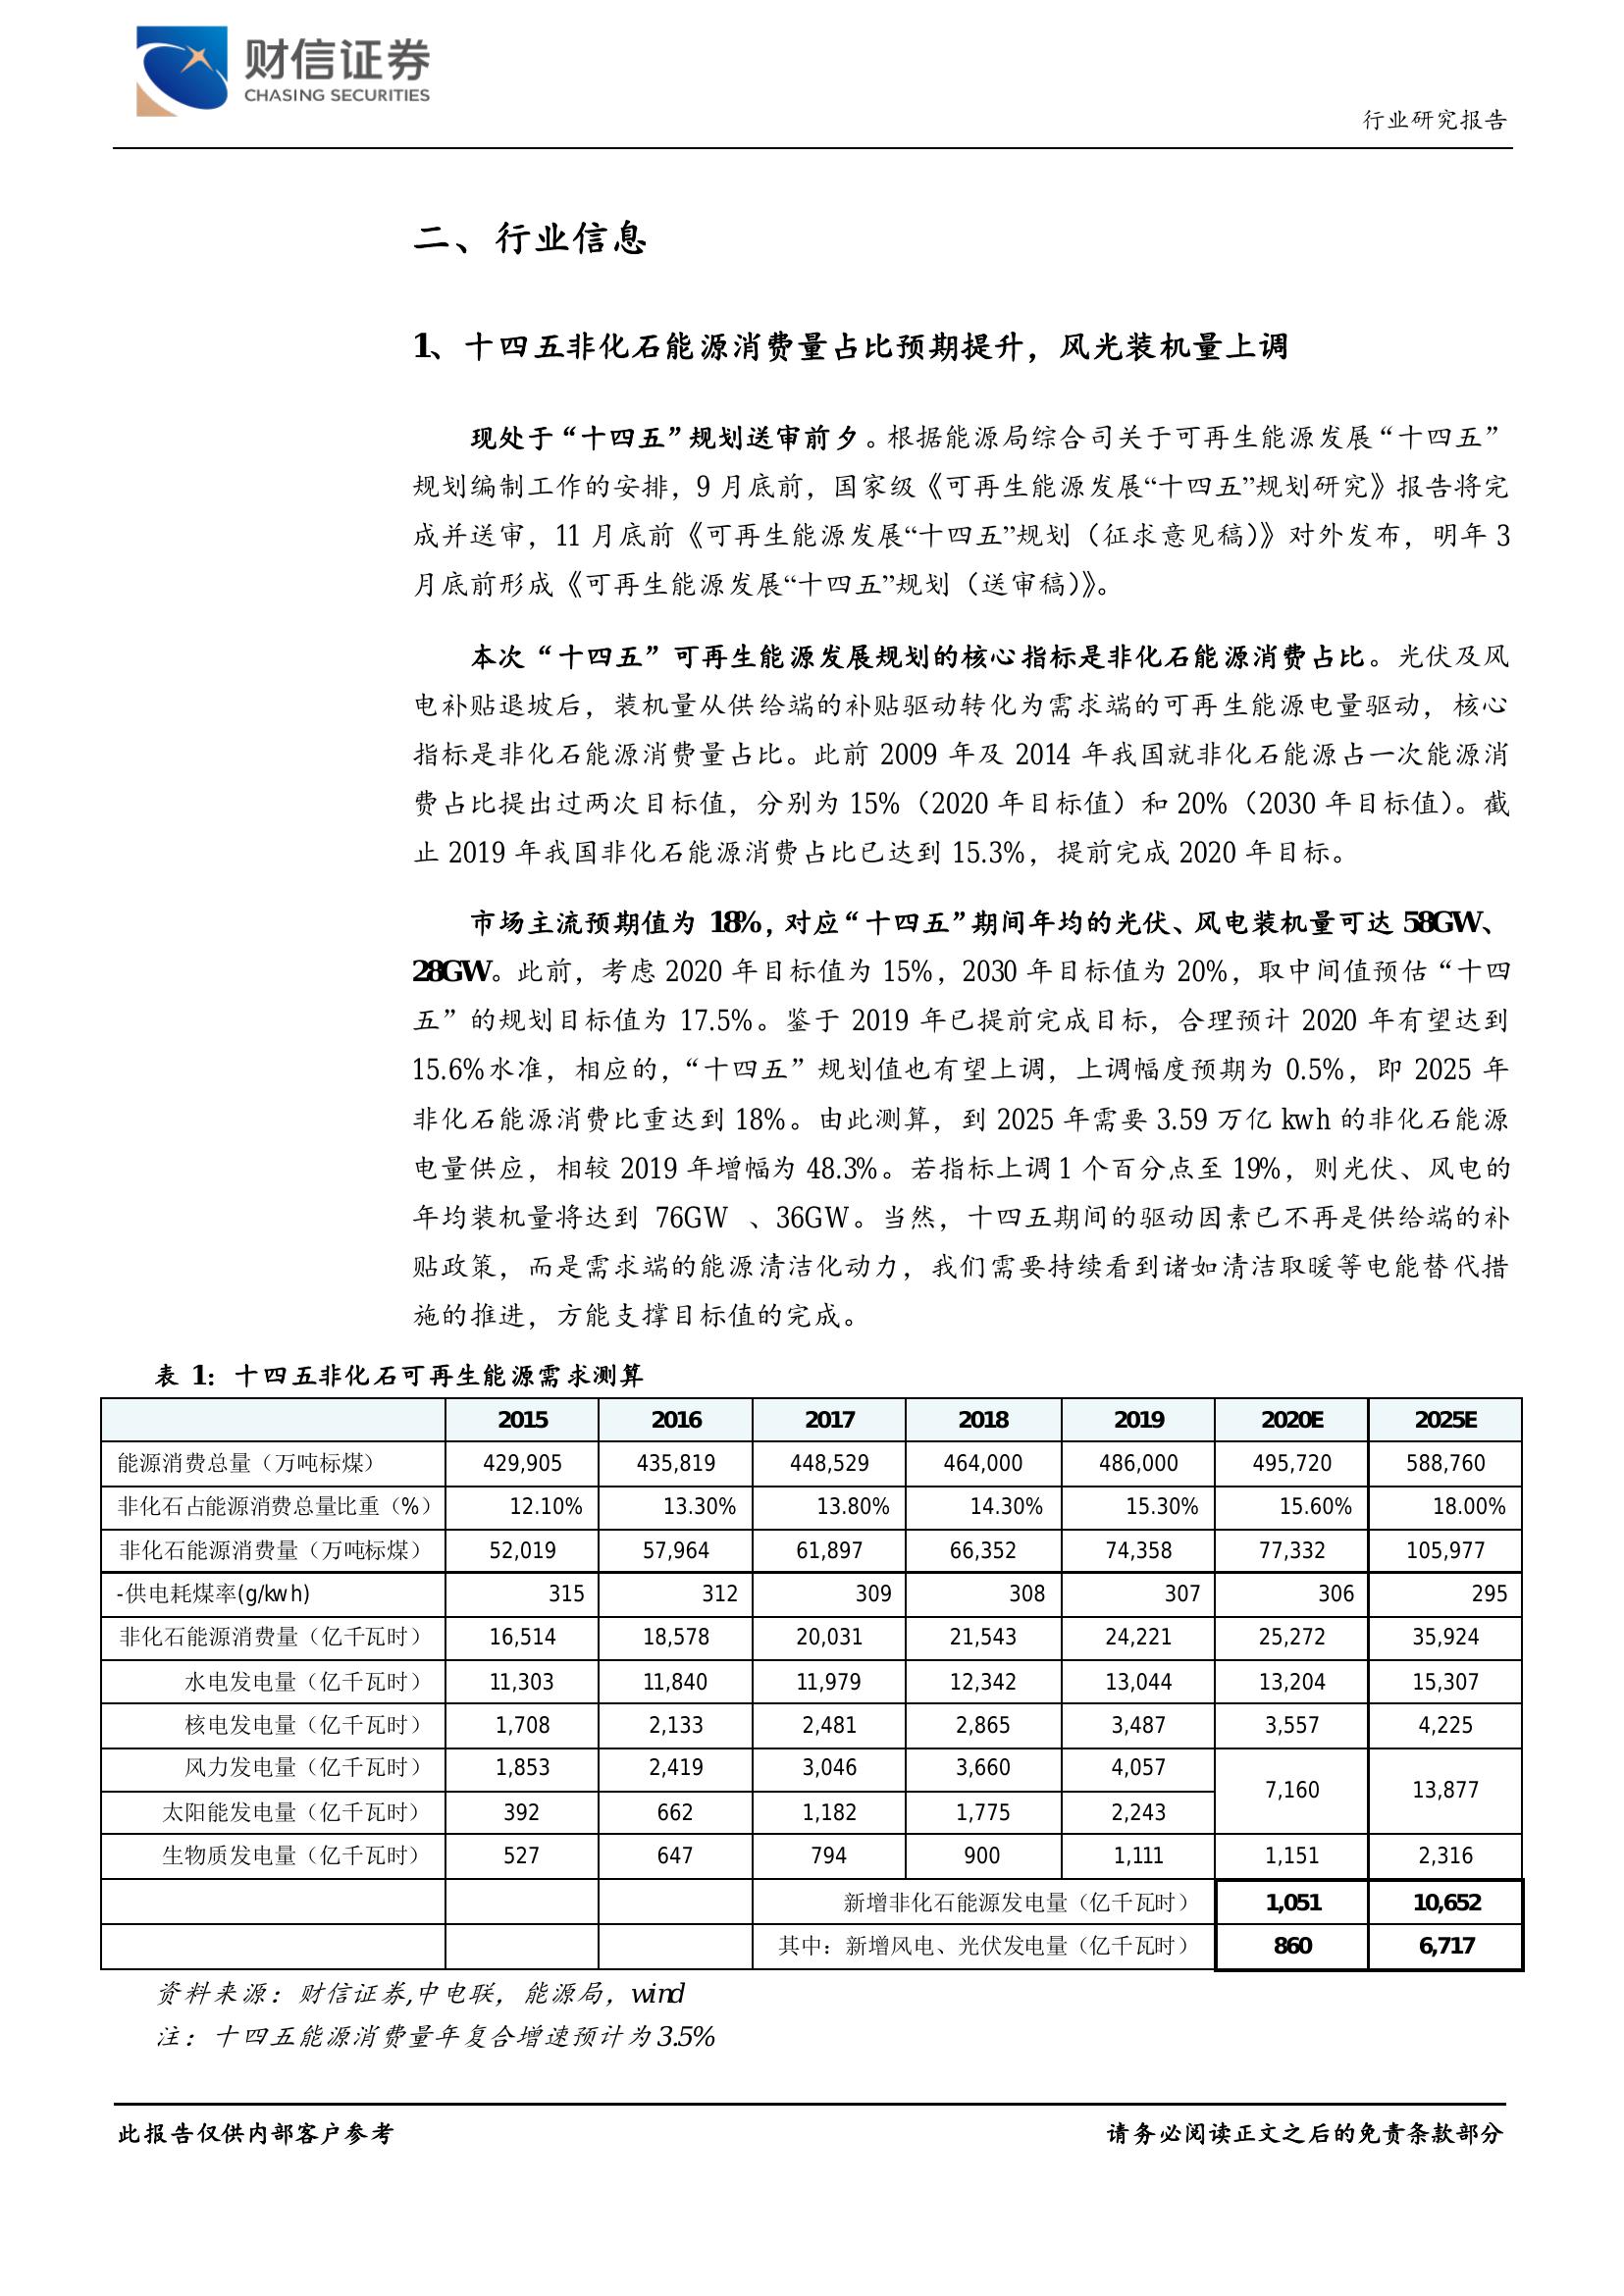 财信证券
CHASING SECURITIES
行业研究报告
二、行业信息
1、十四五非化石能源消费量占比预期提升，风光装机量上调
现处于“十四五”规划送审前夕。根据能源局综合司关于可再生能源发展“十四五”
规划编制工作的安排，9 月底前，国家级《可再生能源发展“十四五”规划研究》报告将完
成并送审，11 月底前《可再生能源发展“十四五”规划（征求意见稿）》对外发布，明年 3
月底前形成《可再生能源发展“十四五”规划（送审稿）》。
本次“十四五”可再生能源发展规划的核心指标是非化石能源消费占比。光伏及风
电补贴退坡后，装机量从供给端的补贴驱动转化为需求端的可再生能源电量驱动，核心
指标是非化石能源消费量占比。此前 2009 年及 2014 年我国就非化石能源占一次能源消
费占比提出过两次目标值，分别为 15%（2020 年目标值）和 20%（2030 年目标值）。截
止 2019 年我国非化石能源消费占比已达到 15.3%，提前完成 2020 年目标。
市场主流预期值为 18%，对应“十四五”期间年均的光伏、风电装机量可达 58GW、
28GW。此前，考虑 2020 年目标值为 15%，2030 年目标值为 20%，取中间值预估“十四
五”的规划目标值为 17.5%。鉴于 2019 年已提前完成目标，合理预计 2020 年有望达到
15.6%水准，相应的，“十四五”规划值也有望上调，上调幅度预期为 0.5%，即 2025 年
非化石能源消费比重达到 18%。由此测算，到 2025 年需要 3.59 万亿 kwh 的非化石能源
电量供应，相较 2019 年增幅为 48.3%。若指标上调 1 个百分点至 19%，则光伏、风电的
年均装机量将达到 76GW 、36GW。当然，十四五期间的驱动因素已不再是供给端的补
贴政策，而是需求端的能源清洁化动力，我们需要持续看到诸如清洁取暖等电能替代措
施的推进，方能支撑目标值的完成。
表 1：十四五非化石可再生能源需求测算
2015 2016 2017 2018 2019 2020E 2025E
能源消费总量（万吨标煤） 429,905 435,819 448,529 464,000 486,000 495,720 588,760
非化石占能源消费总量比重（%） 12.10% 13.30% 13.80% 14.30% 15.30% 15.60% 18.00%
非化石能源消费量（万吨标煤） 52,019 57,964 61,897 66,352 74,358 77,332 105,977
-供电耗煤率(g/kwh) 315 312 309 308 307 306 295
非化石能源消费量（亿千瓦时） 16,514 18,578 20,031 21,543 24,221 25,272 35,924
水电发电量（亿千瓦时） 11,303 11,840 11,979 12,342 13,044 13,204 15,307
核电发电量（亿千瓦时） 1,708 2,133 2,481 2,865 3,487 3,557 4,225
风力发电量（亿千瓦时） 1,853 2,419 3,046 3,660 4,057 7,160 13,877
太阳能发电量（亿千瓦时） 392 662 1,182 1,775 2,243
生物质发电量（亿千瓦时） 527 647 794 900 1,111 1,151 2,316
新增非化石能源发电量（亿千瓦时） 1,051 10,652
其中：新增风电、光伏发电量（亿千瓦时） 860 6,717
资料来源：财信证券,中电联，能源局，wind
注：十四五能源消费量年复合增速预计为 3.5%
此报告仅供内部客户参考 请务必阅读正文之后的免责条款部分